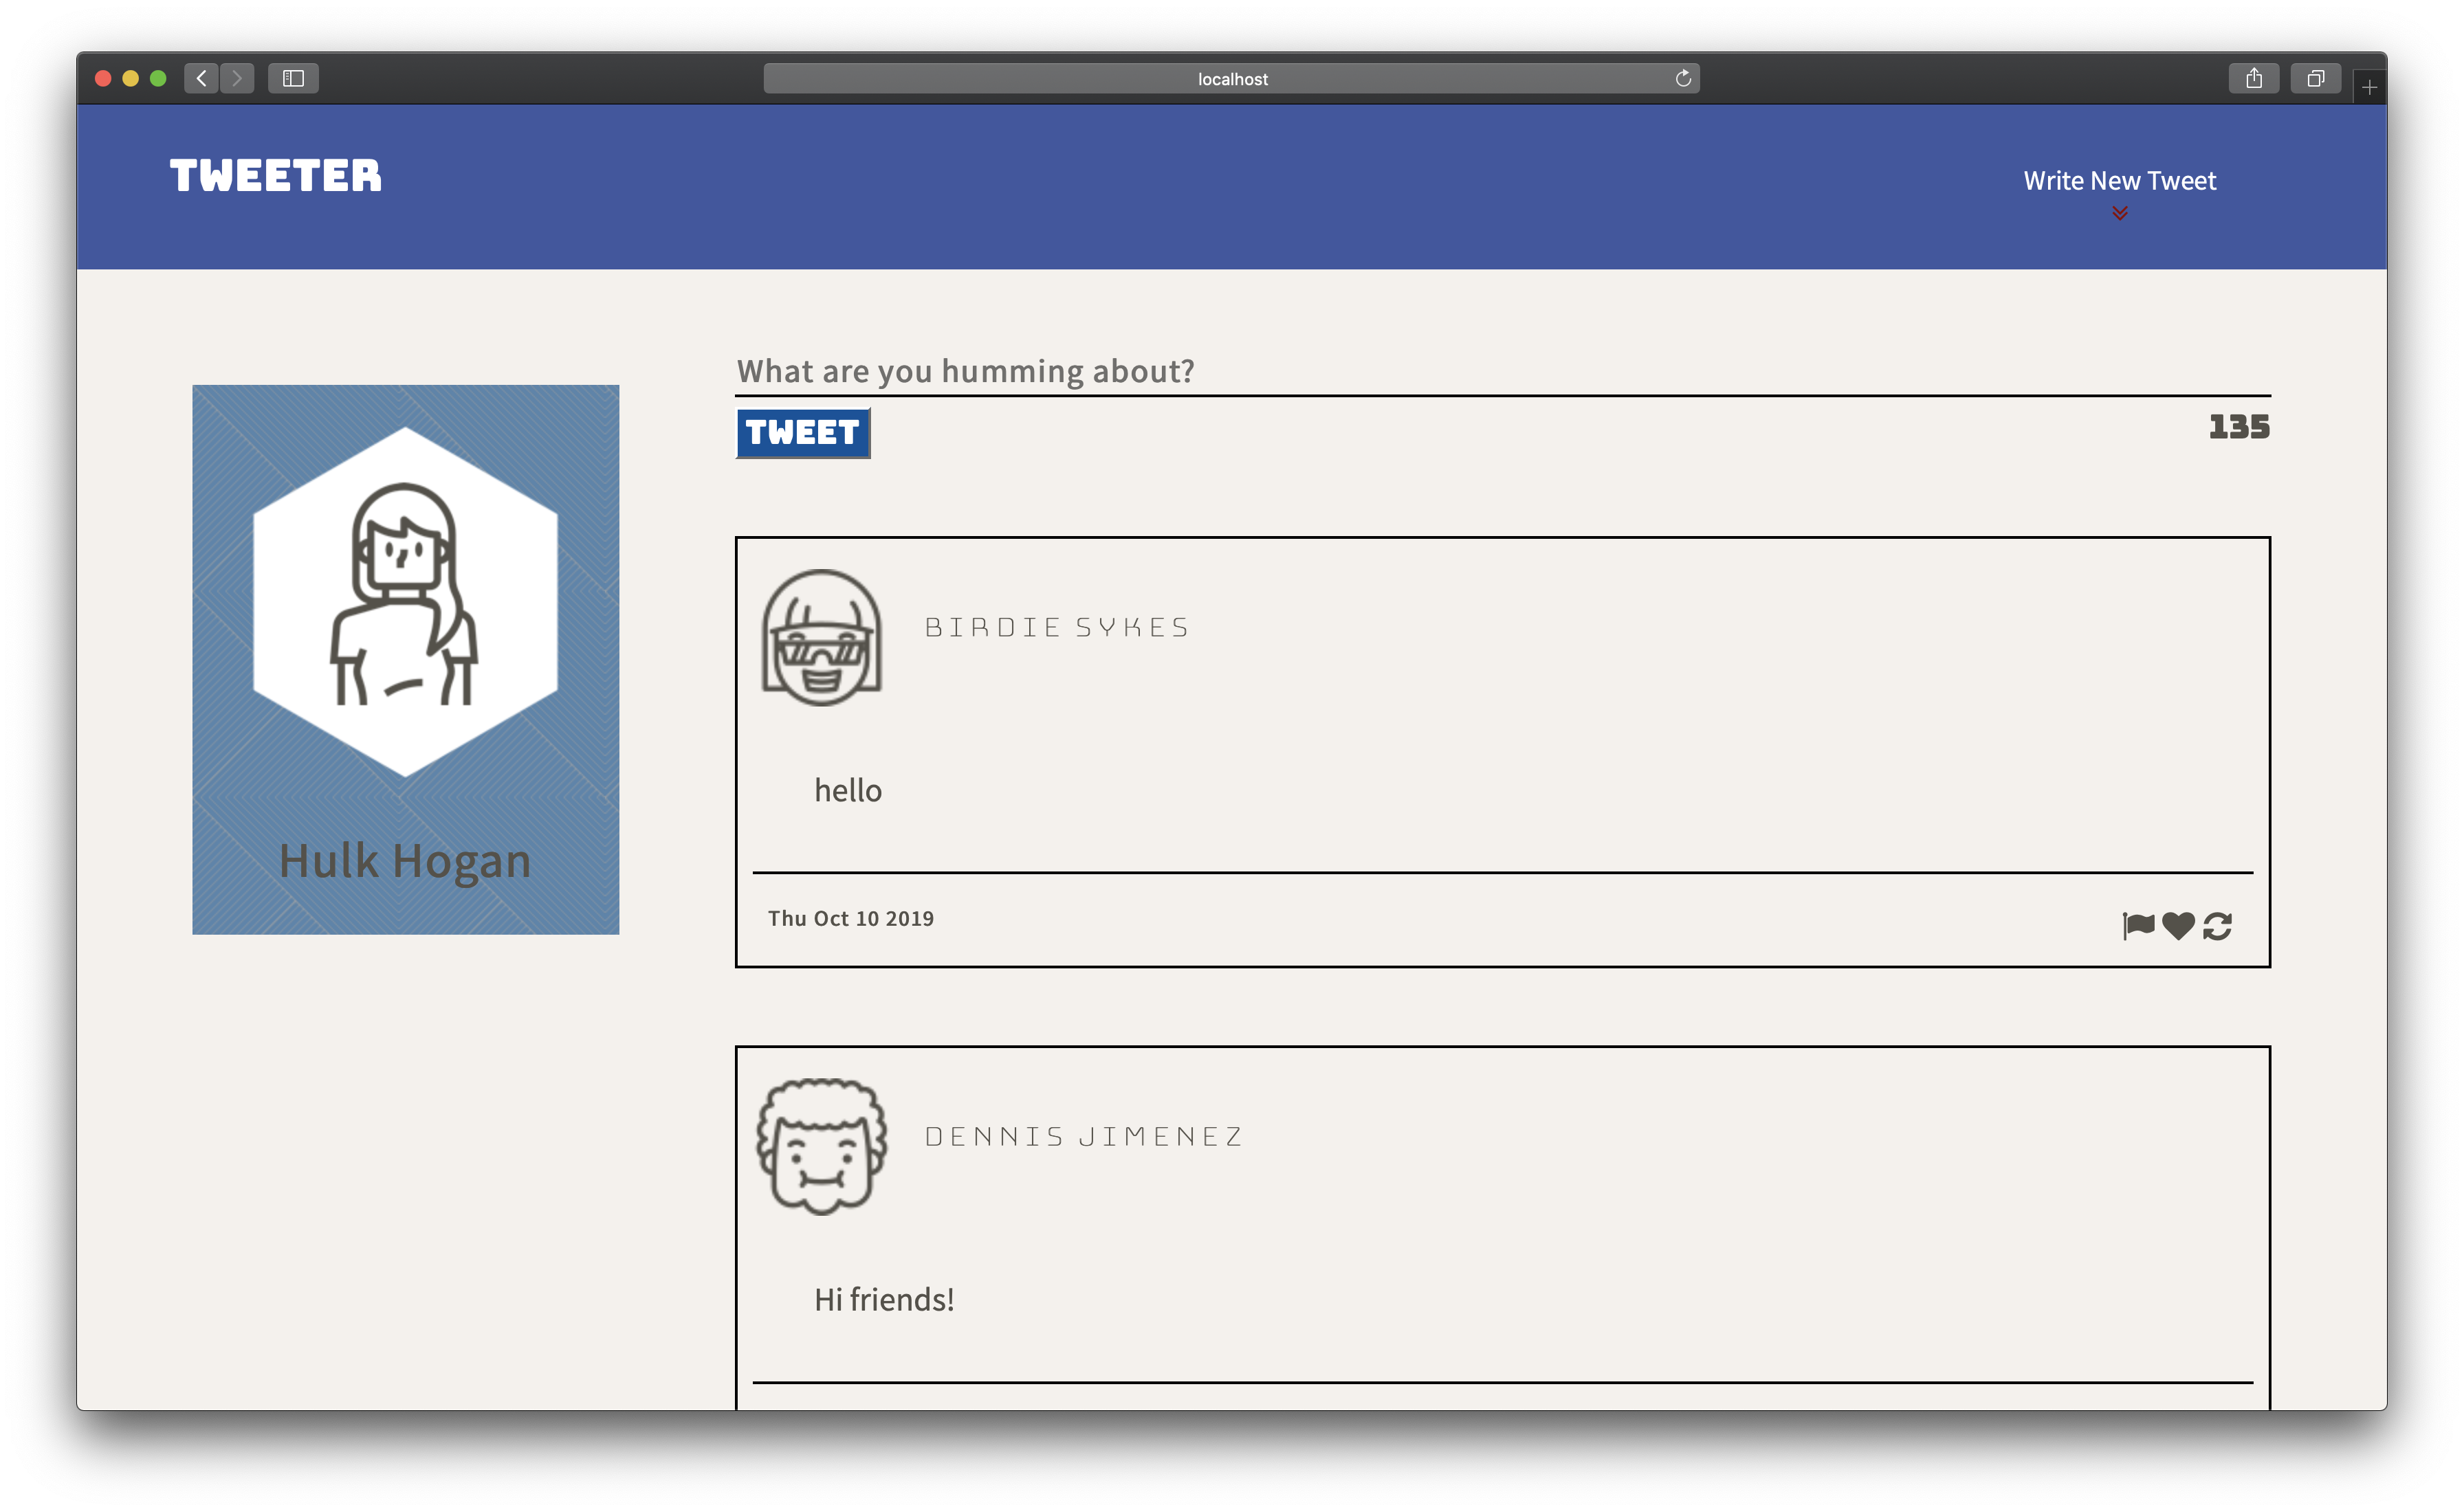 localhost
TWEETER
Write New Tweet
What are you humming about?
TWEET
135
Hulk Hogan
BIRDIE SYKES
hello
Thu Oct 10 2019
DENNIS JIMENEZ
Hi friends!